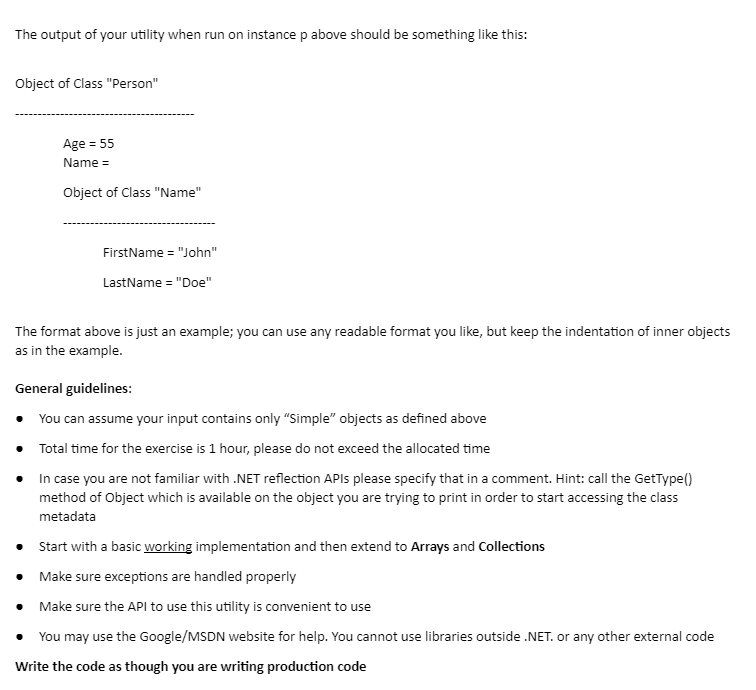 The output of your utility when run on instance p above should be something like this:
Object of Class "Person"
----------------------------------------
Age = 55
Name =
Object of Class "Name"
----------------------------------
FirstName = "John"
LastName = "Doe"
The format above is just an example; you can use any readable format you like, but keep the indentation of inner objects
as in the example.
General guidelines:
● You can assume your input contains only “Simple” objects as defined above
● Total time for the exercise is 1 hour, please do not exceed the allocated time
● In case you are not familiar with .NET reflection APIs please specify that in a comment. Hint: call the GetType()
method of Object which is available on the object you are trying to print in order to start accessing the class
metadata
● Start with a basic working implementation and then extend to Arrays and Collections
● Make sure exceptions are handled properly
● Make sure the API to use this utility is convenient to use
● You may use the Google/MSDN website for help. You cannot use libraries outside .NET. or any other external code
Write the code as though you are writing production code